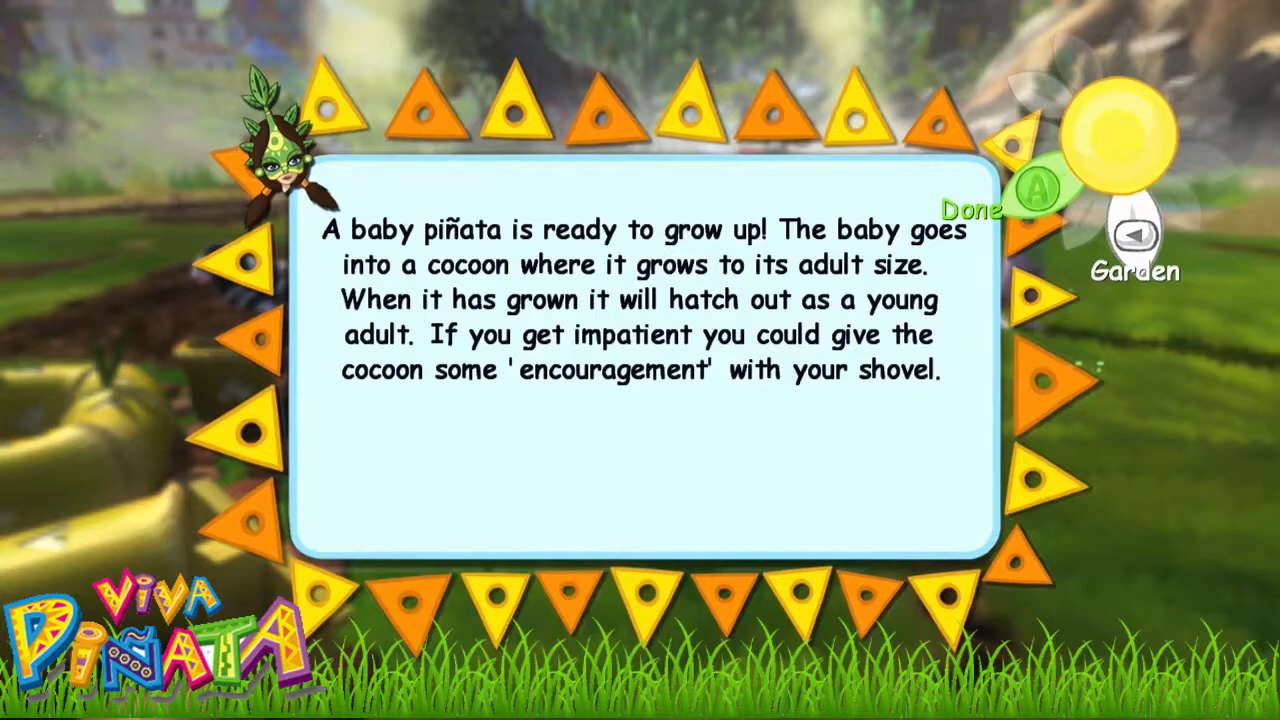 A baby piñata is ready to grow up! The baby goes
into a cocoon where it grows to its adult size.
When it has grown it will hatch out as a young
adult. If you get impatient you could give the
cocoon some 'encouragement' with your shovel.
Done
A
Garden
VIVA
PIÑATA